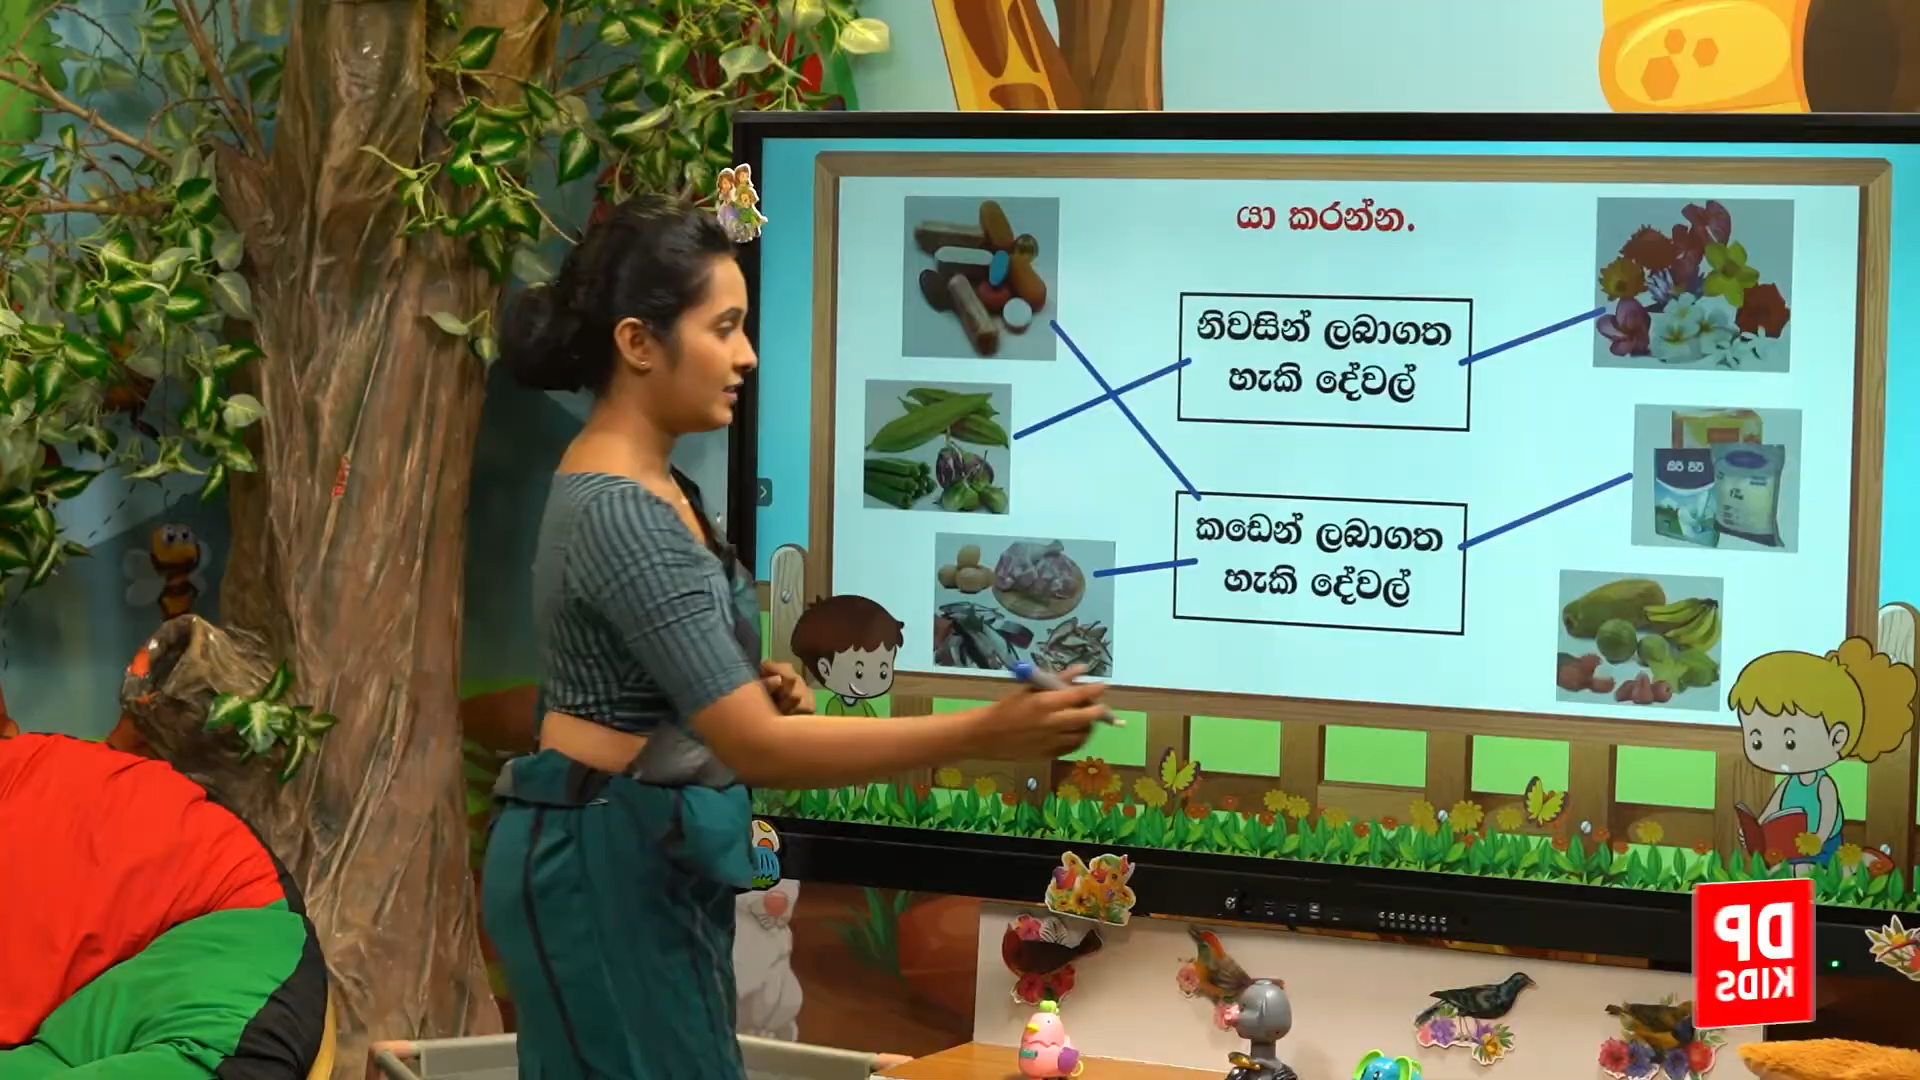 යා කරන්න.
නිවසින් ලබාගත
හැකි දේවල්
කඩෙන් ලබාගත
හැකි දේවල්
කිරි පිටි
DP
KIDS